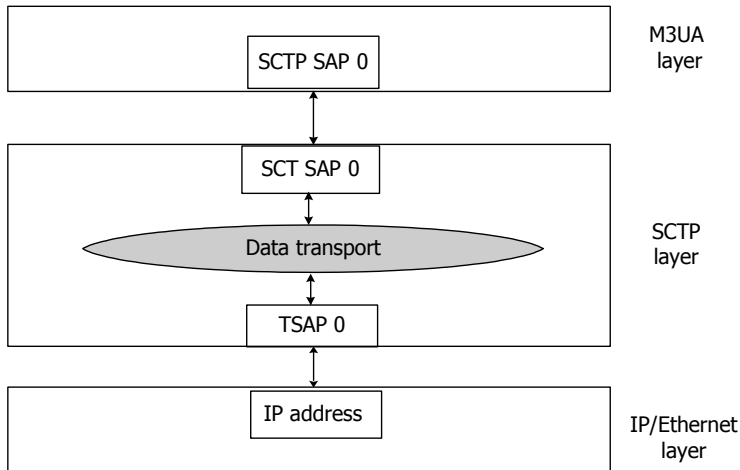 M3UA
layer
SCTP SAP 0
SCT SAP 0
Data transport
SCTP
layer
TSAP 0
IP address
IP/Ethernet
layer